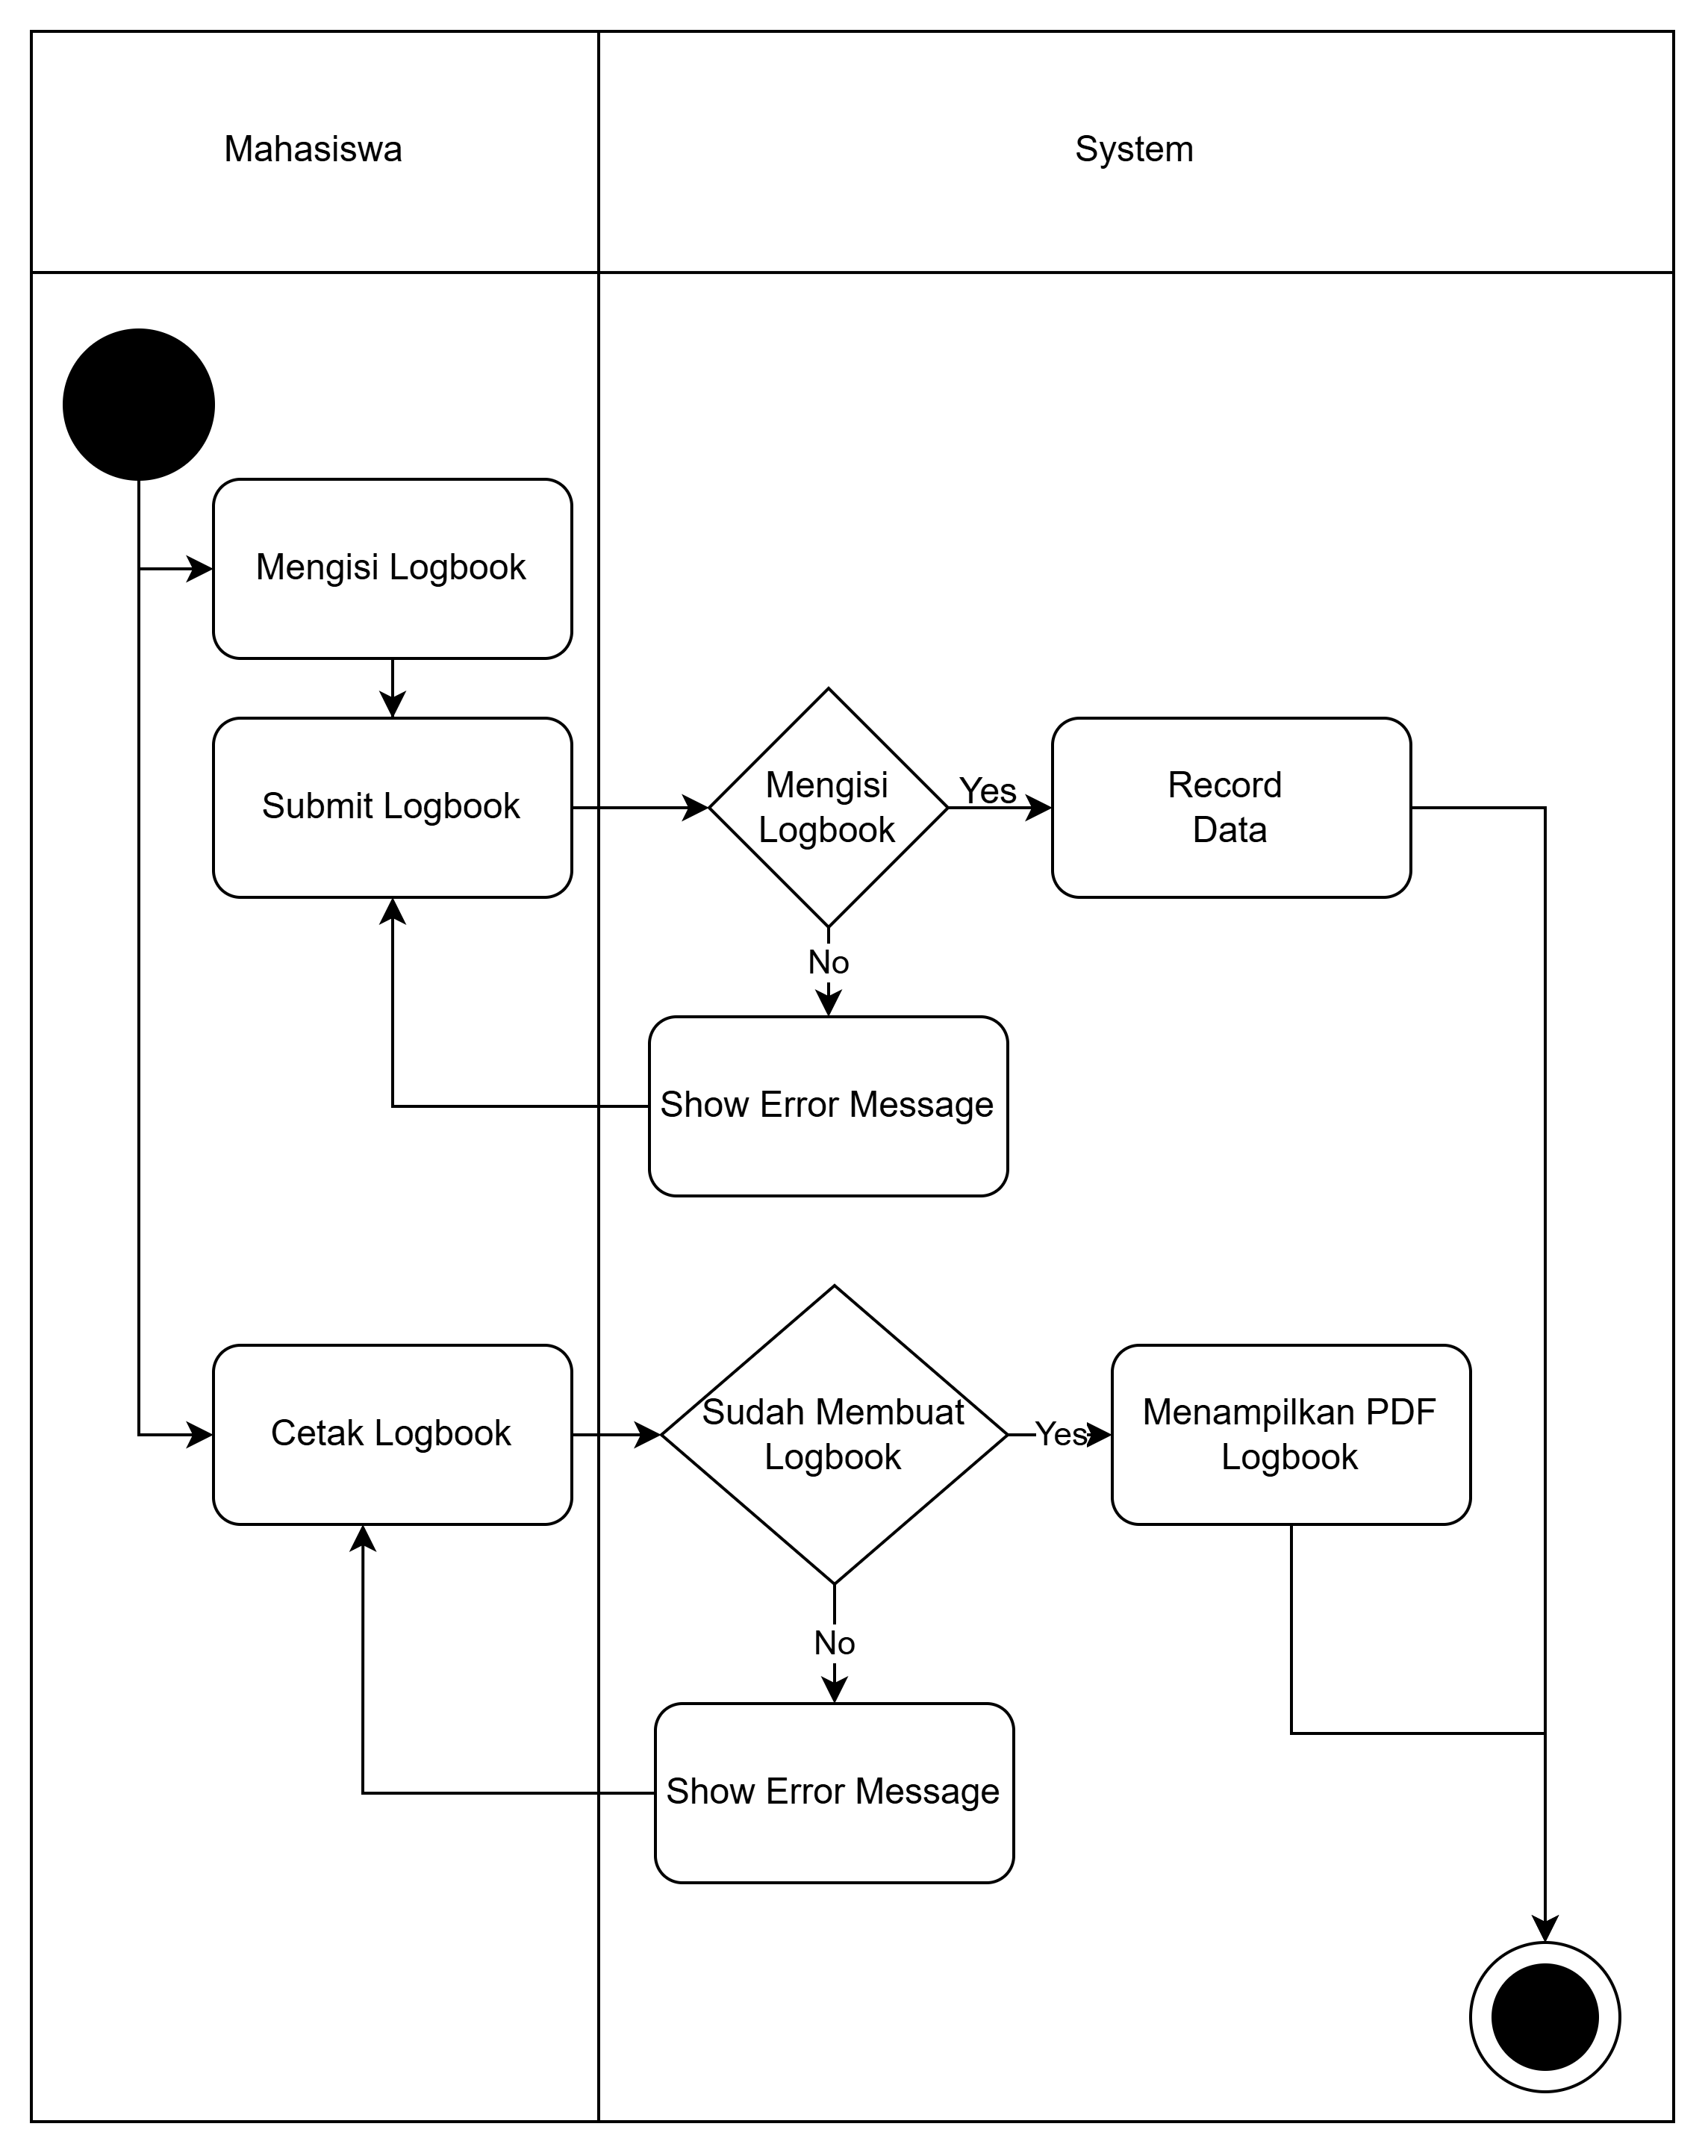 Mahasiswa
System
Mengisi Logbook
Submit Logbook
Mengisi
Logbook
Yes
Record
Data
No
Show Error Message
Cetak Logbook
Sudah Membuat
Logbook
Yes
Menampilkan PDF
Logbook
No
Show Error Message